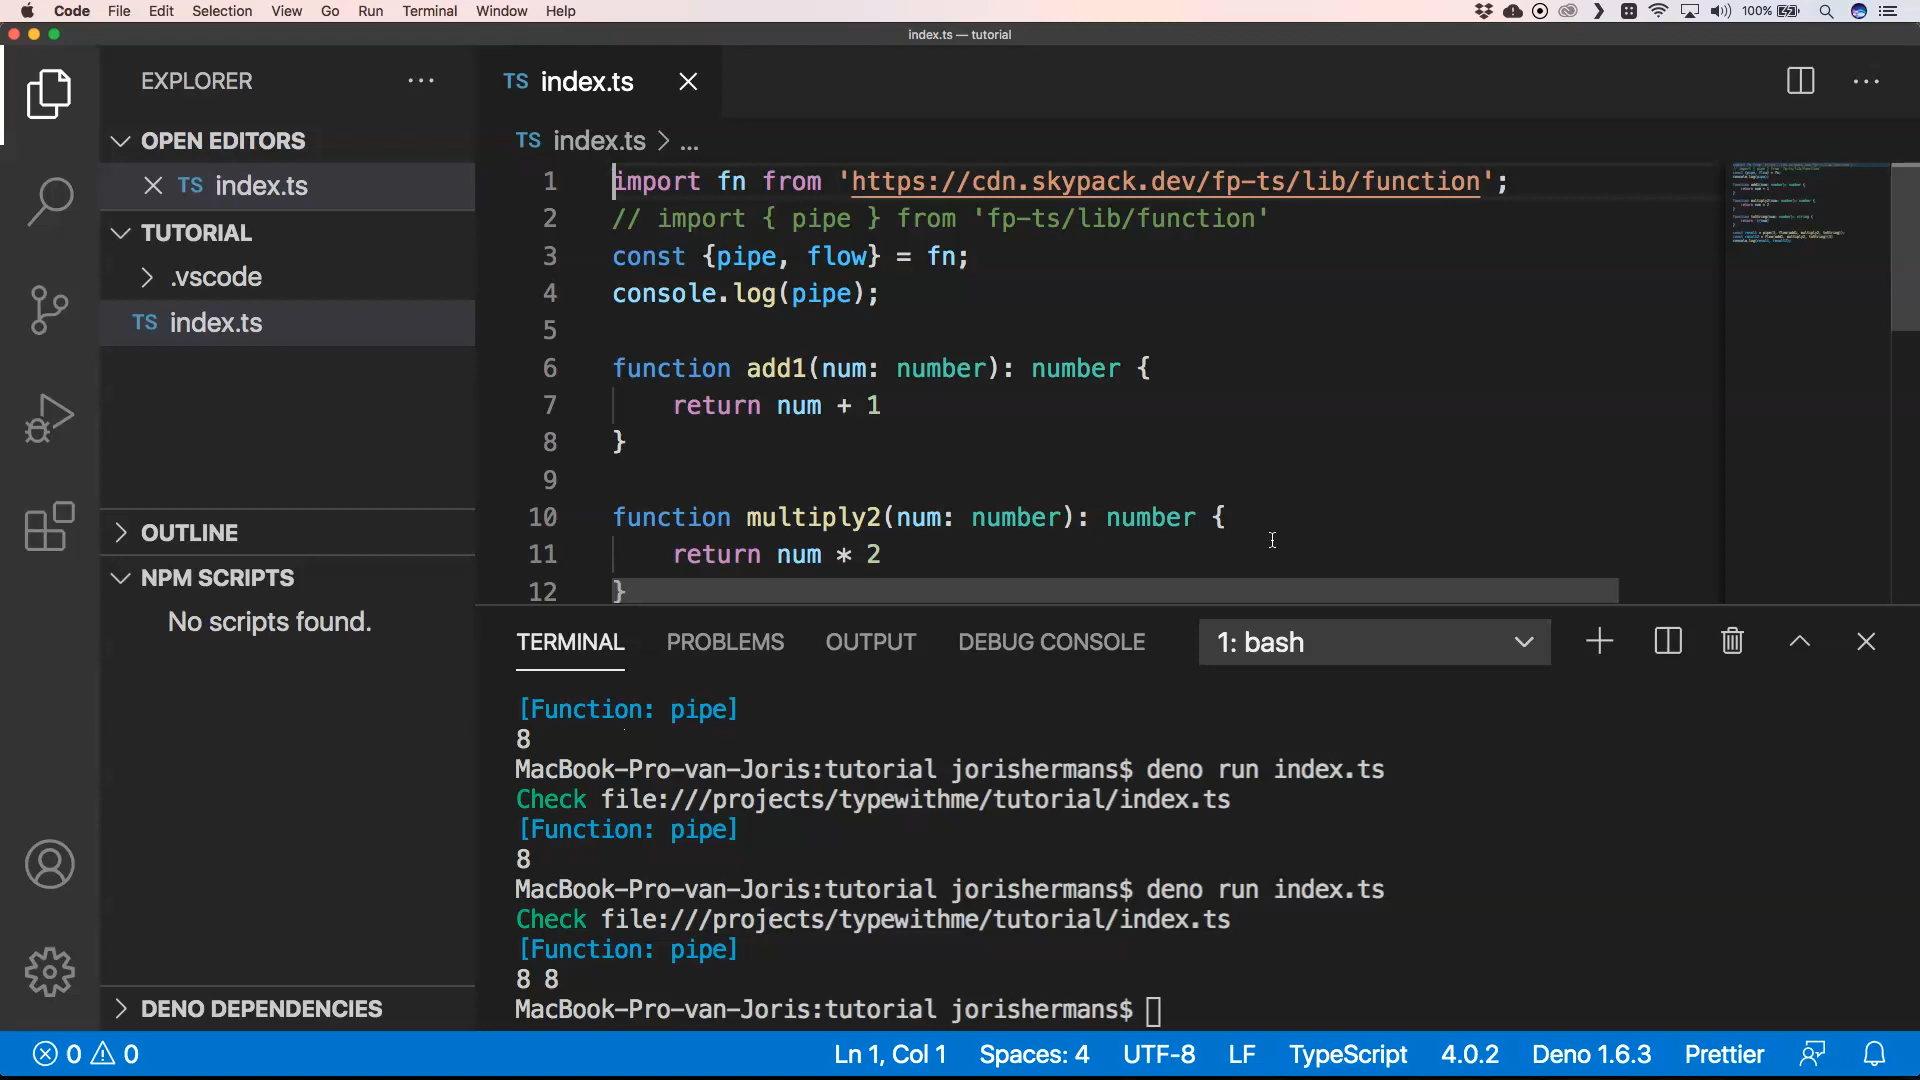 Code File Edit Selection View Go Run Terminal Window Help 100%
index.ts — tutorial
EXPLORER
OPEN EDITORS
TS index.ts
TUTORIAL
.vscode
TS index.ts
OUTLINE
NPM SCRIPTS
No scripts found.
DENO DEPENDENCIES
TS index.ts
TS index.ts > ...
1 import fn from 'https://cdn.skypack.dev/fp-ts/lib/function';
2 // import { pipe } from 'fp-ts/lib/function'
3 const {pipe, flow} = fn;
4 console.log(pipe);
5
6 function add1(num: number): number {
7 return num + 1
8 }
9
10 function multiply2(num: number): number {
11 return num * 2
12 }
TERMINAL PROBLEMS OUTPUT DEBUG CONSOLE 1: bash
[Function: pipe]
8
MacBook-Pro-van-Joris:tutorial jorishermans$ deno run index.ts
Check file:///projects/typewithme/tutorial/index.ts
[Function: pipe]
8
MacBook-Pro-van-Joris:tutorial jorishermans$ deno run index.ts
Check file:///projects/typewithme/tutorial/index.ts
[Function: pipe]
8 8
MacBook-Pro-van-Joris:tutorial jorishermans$
0 0 Ln 1, Col 1 Spaces: 4 UTF-8 LF TypeScript 4.0.2 Deno 1.6.3 Prettier